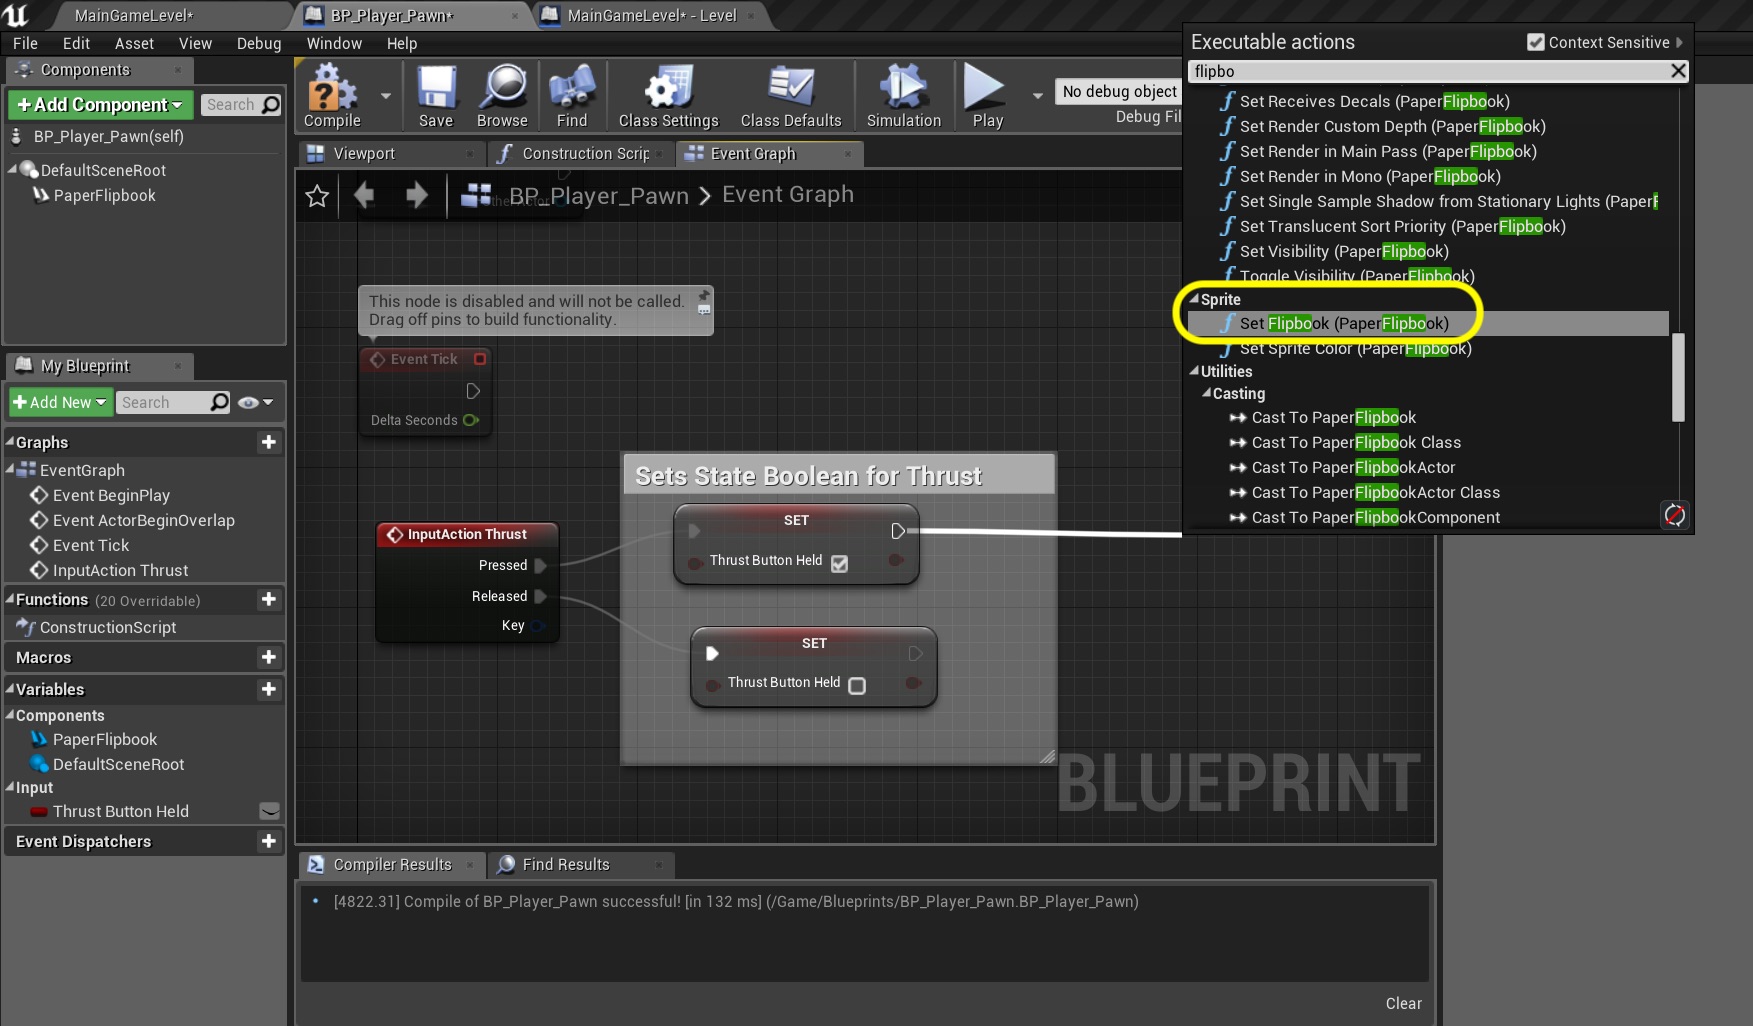 MainGameLevel*
BP_Player_Pawn*
MainGameLevel* - Level
File Edit Asset View Debug Window Help
Components
+Add Component
Search
BP_Player_Pawn(self)
DefaultSceneRoot
PaperFlipbook
My Blueprint
+Add New
Search
Graphs
EventGraph
Event BeginPlay
Event ActorBeginOverlap
Event Tick
InputAction Thrust
Functions (20 Overridable)
ConstructionScript
Macros
Variables
Components
PaperFlipbook
DefaultSceneRoot
Input
Thrust Button Held
Event Dispatchers
Compile
Save
Browse
Find
Class Settings
Class Defaults
Simulation
Play
No debug object
Debug Fil
Viewport
Construction Scrip
Event Graph
BP_Player_Pawn > Event Graph
This node is disabled and will not be called.
Drag off pins to build functionality.
Event Tick
Delta Seconds
Sets State Boolean for Thrust
InputAction Thrust
Pressed
Released
Key
SET
Thrust Button Held
SET
Thrust Button Held
BLUEPRINT
Executable actions
Context Sensitive
flipbo
Set Receives Decals (PaperFlipbook)
Set Render Custom Depth (PaperFlipbook)
Set Render in Main Pass (PaperFlipbook)
Set Render in Mono (PaperFlipbook)
Set Single Sample Shadow from Stationary Lights (PaperF
Set Translucent Sort Priority (PaperFlipbook)
Set Visibility (PaperFlipbook)
Toggle Visibility (PaperFlipbook)
Sprite
Set Flipbook (PaperFlipbook)
Set Sprite Color (PaperFlipbook)
Utilities
Casting
Cast To PaperFlipbook
Cast To PaperFlipbook Class
Cast To PaperFlipbookActor
Cast To PaperFlipbookActor Class
Cast To PaperFlipbookComponent
Compiler Results
Find Results
[4822.31] Compile of BP_Player_Pawn successful! [in 132 ms] (/Game/Blueprints/BP_Player_Pawn.BP_Player_Pawn)
Clear